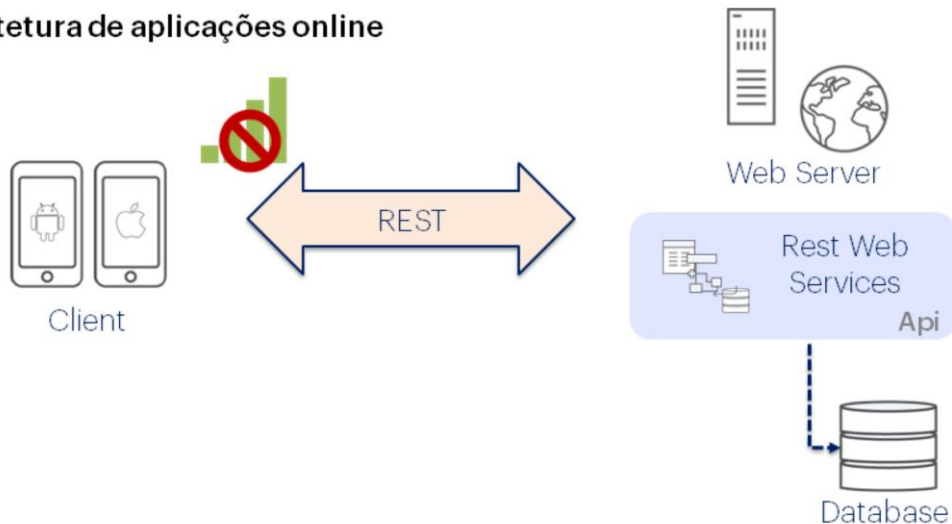 tetura de aplicações online
Web Server
REST
Rest Web
Services
Api
Client
Database